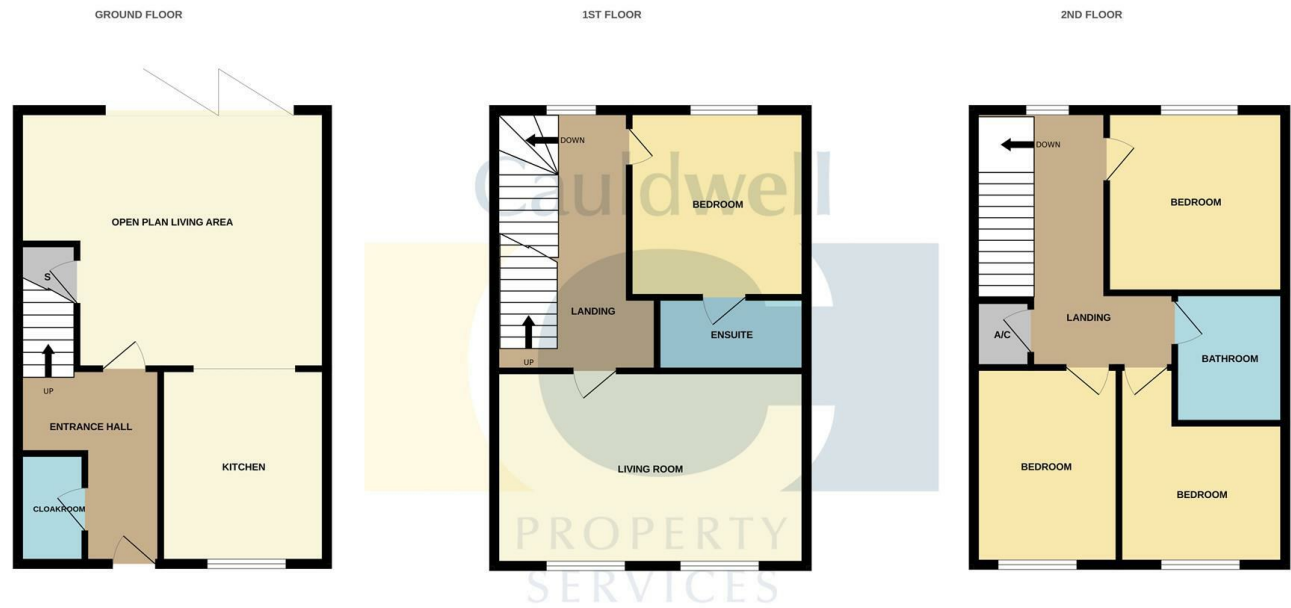 GROUND FLOOR
OPEN PLAN LIVING AREA
S
UP
ENTRANCE HALL
CLOAKROOM
KITCHEN
1ST FLOOR
DOWN
BEDROOM
LANDING
ENSUITE
UP
LIVING ROOM
2ND FLOOR
DOWN
BEDROOM
LANDING
A/C
BATHROOM
BEDROOM
BEDROOM
Cauldwell
C
PROPERTY
SERVICES